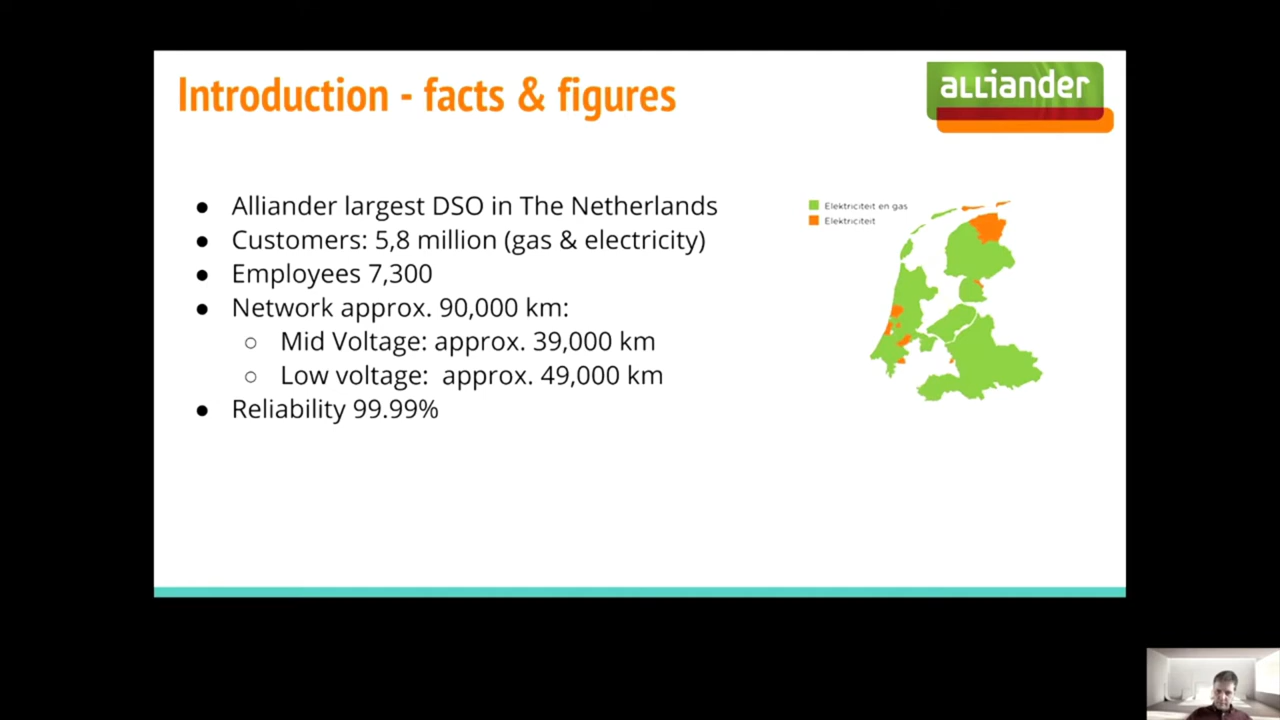 Introduction - facts & figures
alliander
● Alliander largest DSO in The Netherlands
● Customers: 5,8 million (gas & electricity)
● Employees 7,300
● Network approx. 90,000 km:
○ Mid Voltage: approx. 39,000 km
○ Low voltage:  approx. 49,000 km
● Reliability 99.99%
Elektriciteit en gas
Elektriciteit